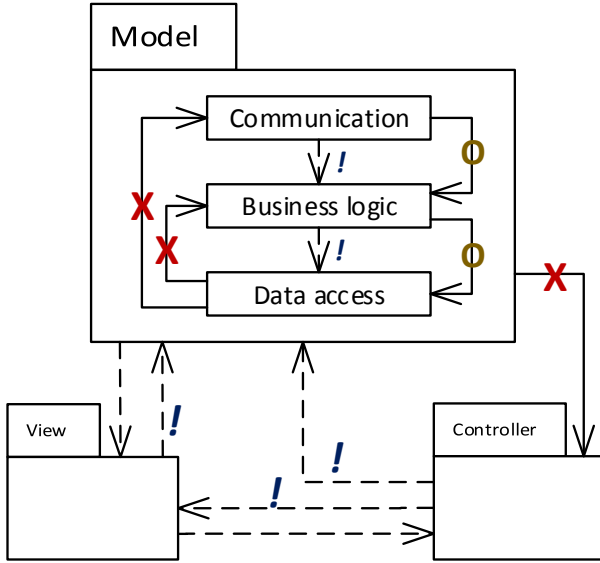 Model
Communication
O
!
Business logic
X
X
!
O
Data access
X
!
!
View
Controller
!